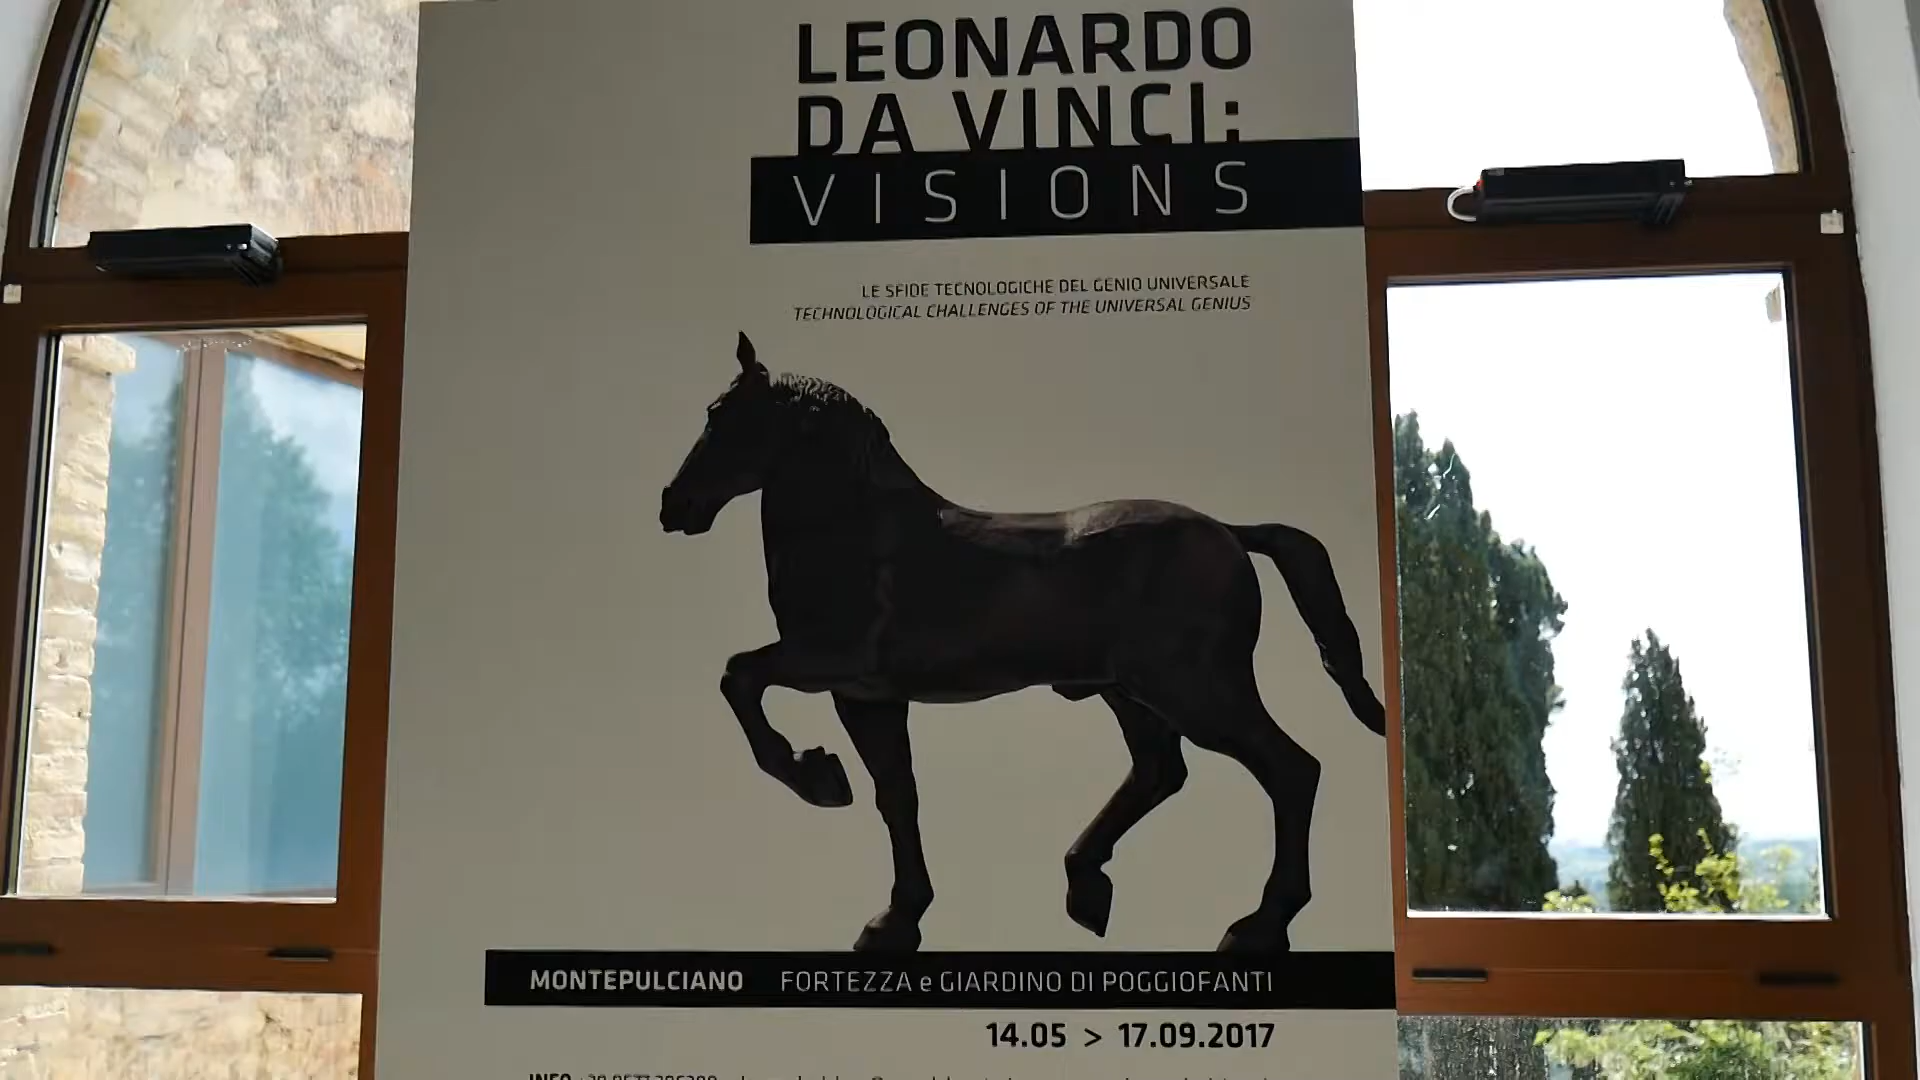 LEONARDO
DA VINCI:
VISIONS
LE SFIDE TECNOLOGICHE DEL GENIO UNIVERSALE
TECHNOLOGICAL CHALLENGES OF THE UNIVERSAL GENIUS
MONTEPULCIANO FORTEZZA e GIARDINO DI POGGIOFANTI
14.05 > 17.09.2017
INFO